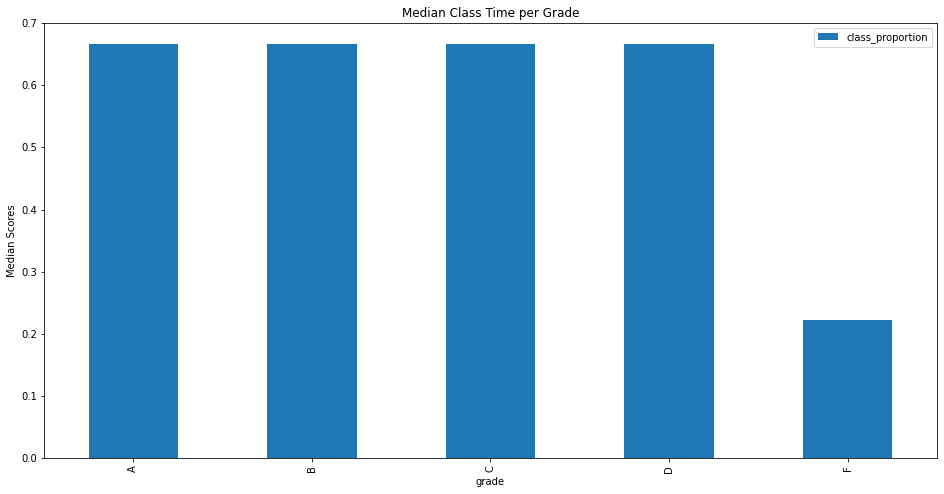 Median Class Time per Grade
class_proportion
Median Scores
0.7
0.6
0.5
0.4
0.3
0.2
0.1
0.0
A
B
C
D
F
grade